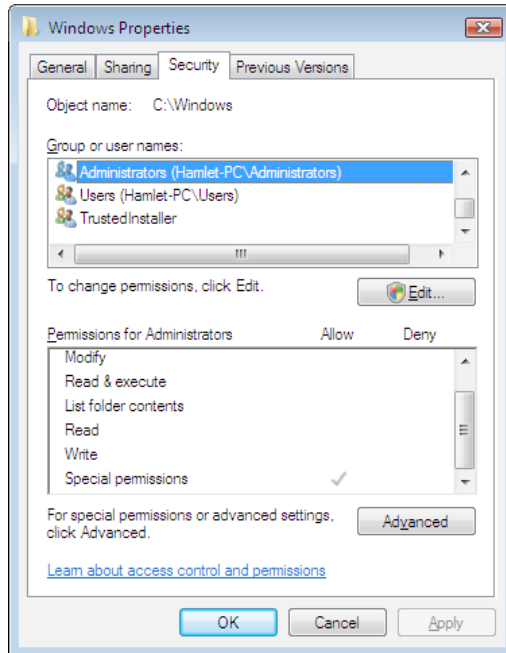 Windows Properties
General Sharing Security Previous Versions
Object name: C:\Windows
Group or user names:
Administrators (Hamlet-PC\Administrators)
Users (Hamlet-PC\Users)
TrustedInstaller
To change permissions, click Edit.
Edit...
Permissions for Administrators Allow Deny
Modify
Read & execute
List folder contents
Read
Write
Special permissions
For special permissions or advanced settings,
click Advanced.
Advanced
Learn about access control and permissions
OK Cancel Apply